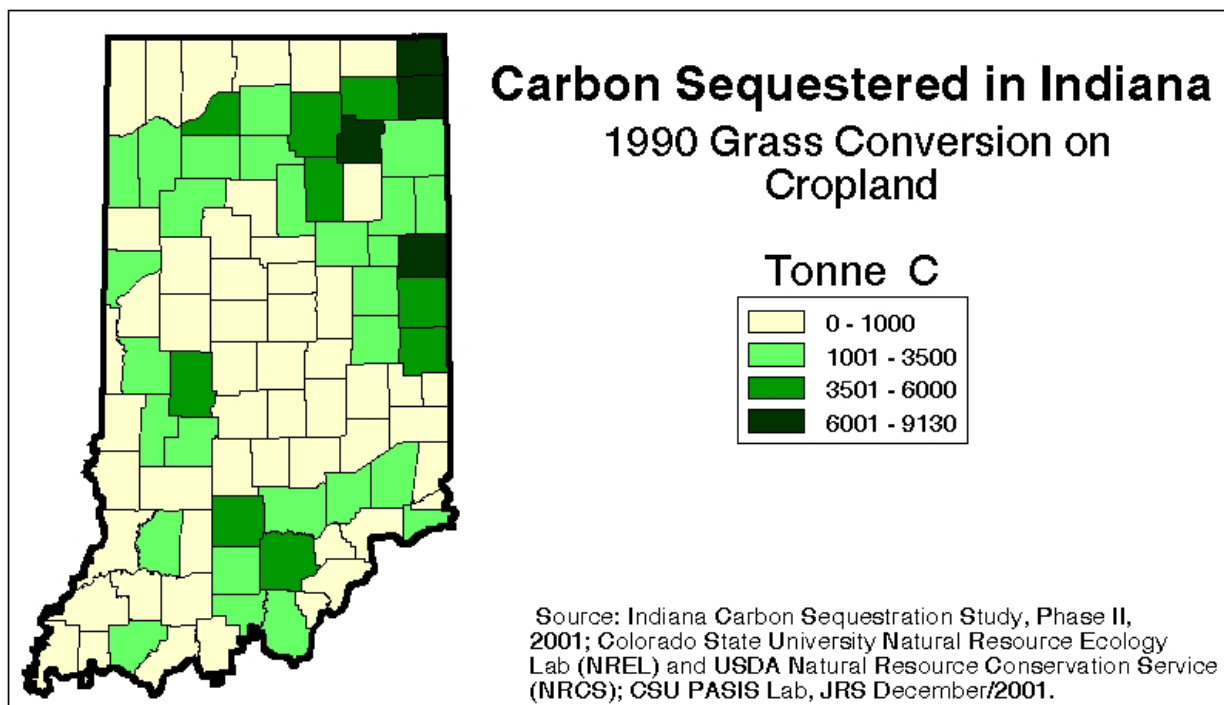 Carbon Sequestered in Indiana
1990 Grass Conversion on
Cropland
Tonne C
0 - 1000
1001 - 3500
3501 - 6000
6001 - 9130
Source: Indiana Carbon Sequestration Study, Phase II,
2001; Colorado State University Natural Resource Ecology
Lab (NREL) and USDA Natural Resource Conservation Service
(NRCS); CSU PASIS Lab, JRS December/2001.